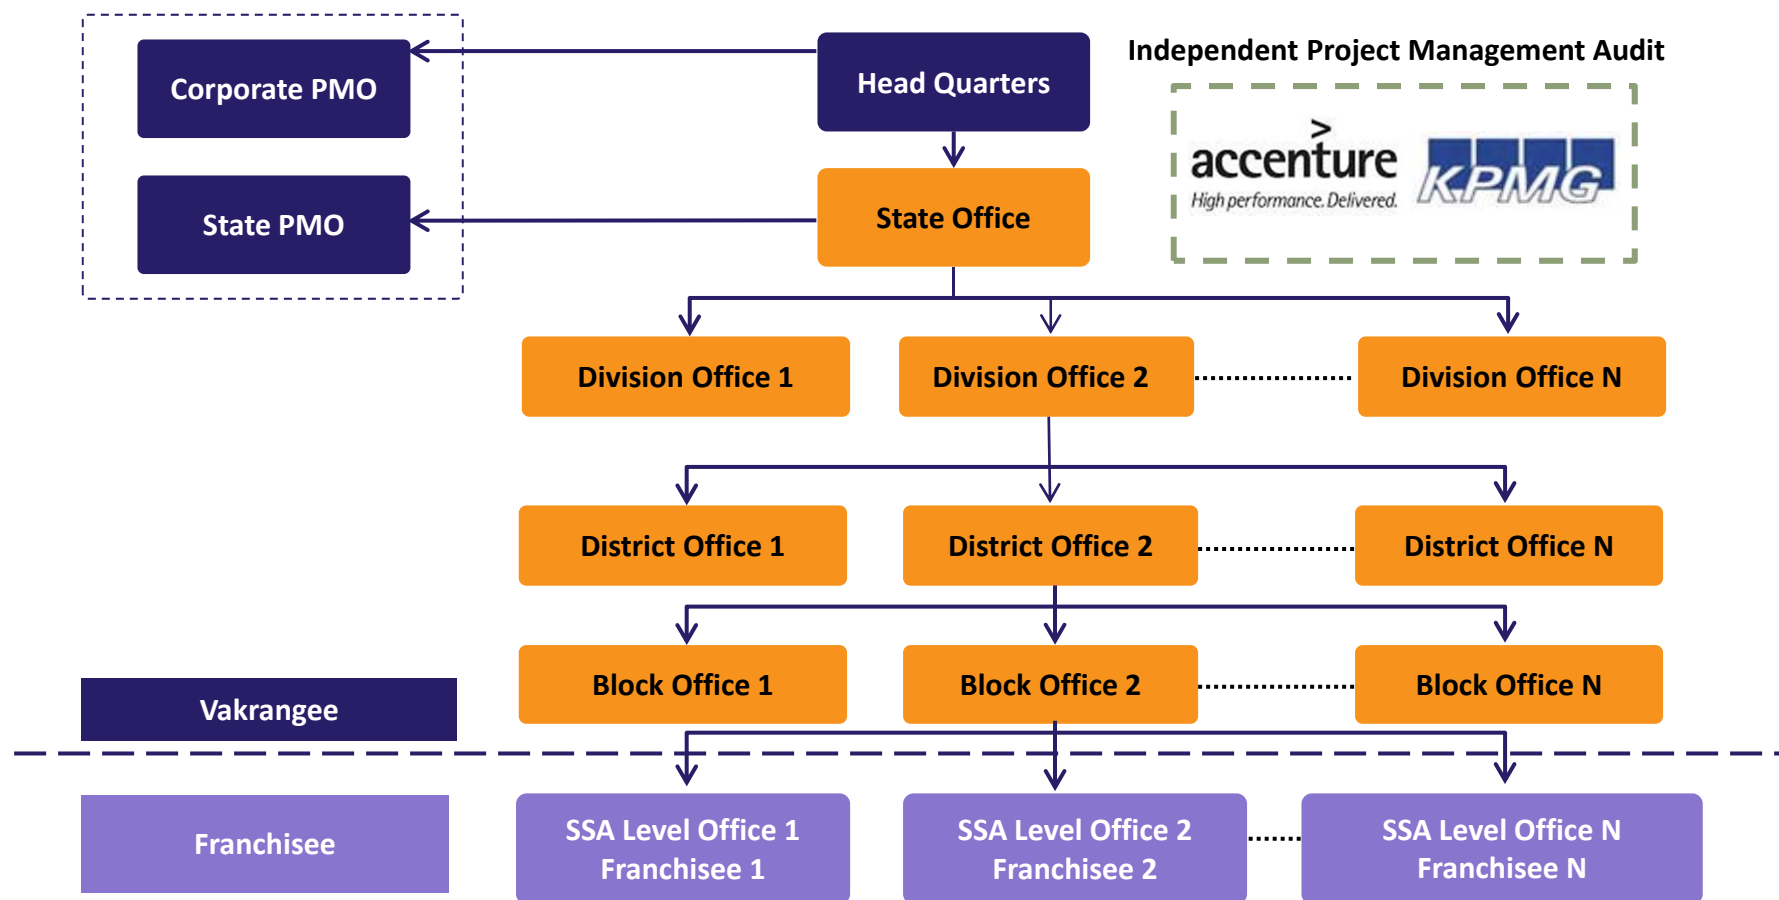 Corporate PMO
Head Quarters
Independent Project Management Audit
>
accenture
High performance. Delivered.
KPMG
State PMO
State Office
Division Office 1
Division Office 2
Division Office N
District Office 1
District Office 2
District Office N
Block Office 1
Block Office 2
Block Office N
Vakrangee
Franchisee
SSA Level Office 1
Franchisee 1
SSA Level Office 2
Franchisee 2
SSA Level Office N
Franchisee N